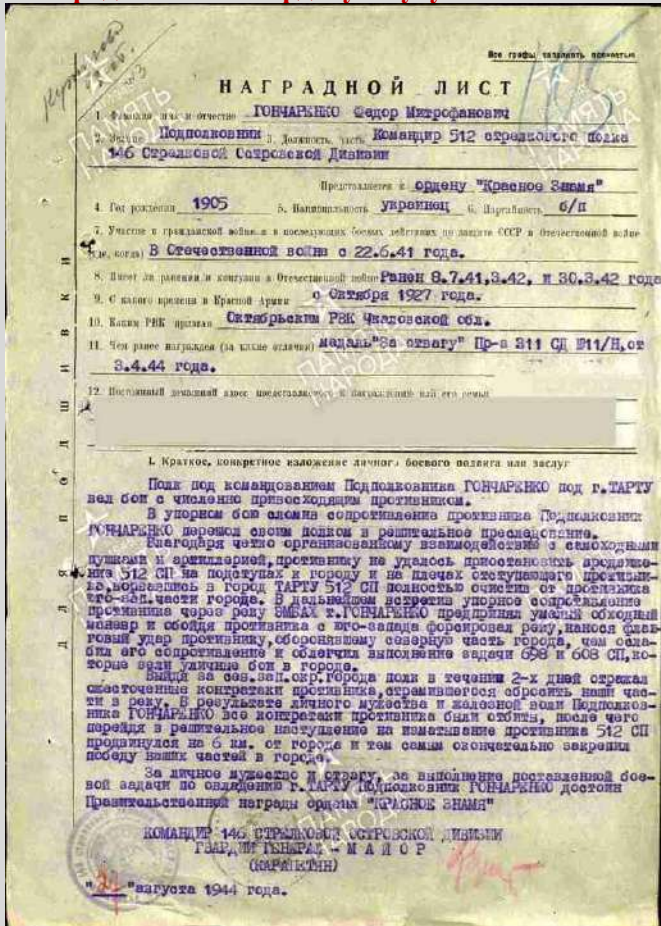 Все графы заполнять полностью
НАГРАДНОЙ ЛИСТ
1. Фамилия, имя и отчество ГОНЧАРЕНКО Федор Митрофанович
2. Звание Подполковник 3. Должность, часть Командир 512 стрелкового полка
146 Стрелковой Островской Дивизии
Представляется к ордену "Красное Знамя"
4. Год рождения 1905 5. Национальность украинец 6. Партийность б/п
7. Участие в гражданской войне и в последующих боевых действиях по защите СССР и Отечественной войне
(где, когда) В Отечественной войне с 22.6.41 года.
8. Имеет ли ранения и контузии в Отечественной войне Ранен 8.7.41,3.42, и 30.3.42 года
9. С какого времени в Красной Армии с Октября 1927 года.
10. Каким РВК призван Октябрьским РВК Чкаловской обл.
11. Чем ранее награжден (за какие отличия) медаль "За отвагу" Пр-з 311 СД №11/Н, от
3.4.44 года.
12. Постоянный домашний адрес представляемого к награждению или его семьи
ДЛЯ ПОДШИВКИ
I. Краткое, конкретное изложение личного боевого подвига или заслуг
Полк под командованием Подполковника ГОНЧАРЕНКО под г.ТАРТУ
вел бои с численно привосходящим противником.
В упорном бою сломив сопротивление противника Подполковник
ГОНЧАРЕНКО перешол своим полком в решительное преследование.
Благодаря четко организованному взаимодействию с самоходными
пушками и артиллерией, противнику не удалось приостановить продвиже-
ние 512 СП на подступах к городу и на плечах отступающего противни-
ка, ворвавшись в город ТАРТУ 512 СП полностью очистил от противника
юго-зап.часть города. В дальнейшем встретив упорное сопротивление
противника через реку ЭМБАХ т.ГОНЧАРЕНКО предпринял умелый обходный
маневр и обойдя противника с юго-запада форсировал реку, нанося флан-
говый удар противнику, оборонявшему северную часть города, чем осла-
бил его сопротивление и облегчил выполнение задачи 698 и 608 СП, ко-
торые вели уличные бои в городе.
Выйдя за сев.зап.окр.города полк в течении 2-х дней отражал
ожесточенные контратаки противника, стремившегося сбросить наши час-
ти в реку. В результате личного мужества и железной воли Подполков-
ника ГОНЧАРЕНКО все контратаки противника были отбиты, после чего
перейдя в решительное наступление на изматывание противника 512 СП
продвинулся на 6 км. от города и тем самым окончательно закрепил
победу наших частей в городе.
За личное мужество и отвагу, за выполнение поставленной бое-
вой задачи по овладению г.ТАРТУ Подполковник ГОНЧАРЕНКО достоин
Правительственной награды ордена "КРАСНОЕ ЗНАМЯ"
КОМАНДИР 146 СТРЕЛКОВОЙ ОСТРОВСКОЙ ДИВИЗИИ
ГВАРДИИ ГЕНЕРАЛ - МАЙОР
(КАРАПЕТЯН)
августа 1944 года.
ПАМЯТЬ НАРОДА